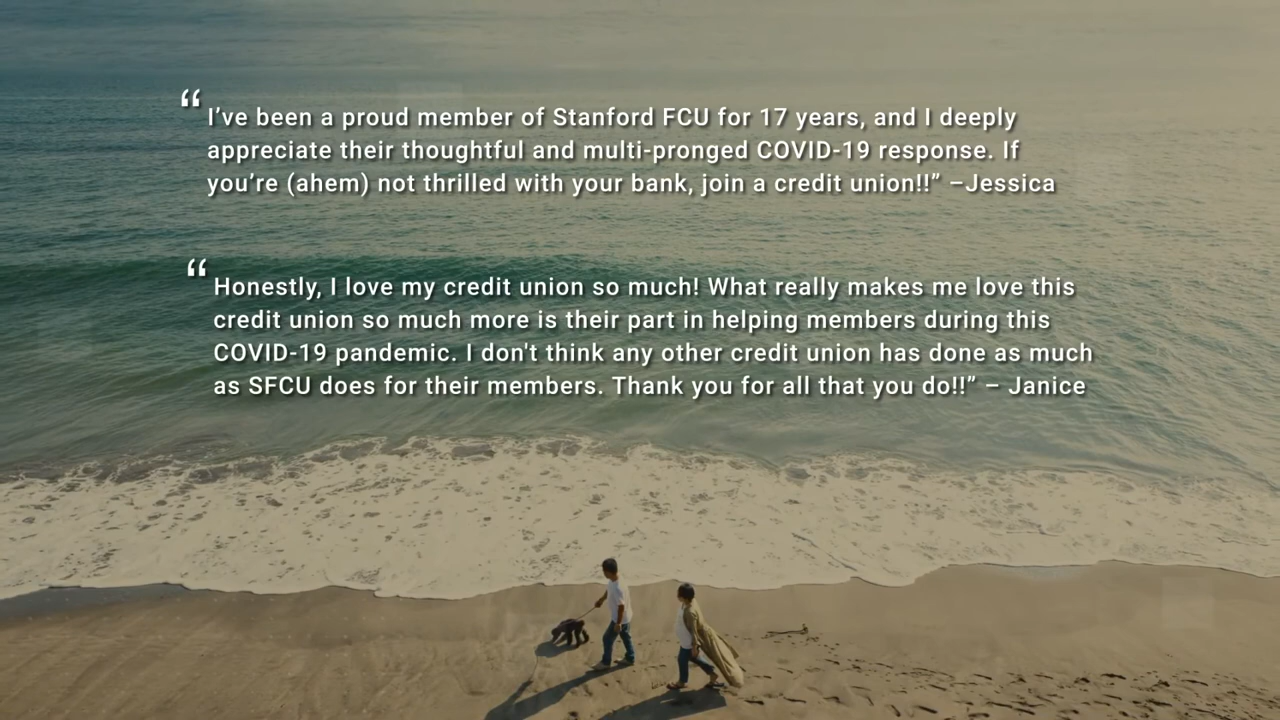 “I’ve been a proud member of Stanford FCU for 17 years, and I deeply
appreciate their thoughtful and multi-pronged COVID-19 response. If
you’re (ahem) not thrilled with your bank, join a credit union!!” –Jessica
“Honestly, I love my credit union so much! What really makes me love this
credit union so much more is their part in helping members during this
COVID-19 pandemic. I don't think any other credit union has done as much
as SFCU does for their members. Thank you for all that you do!!” – Janice